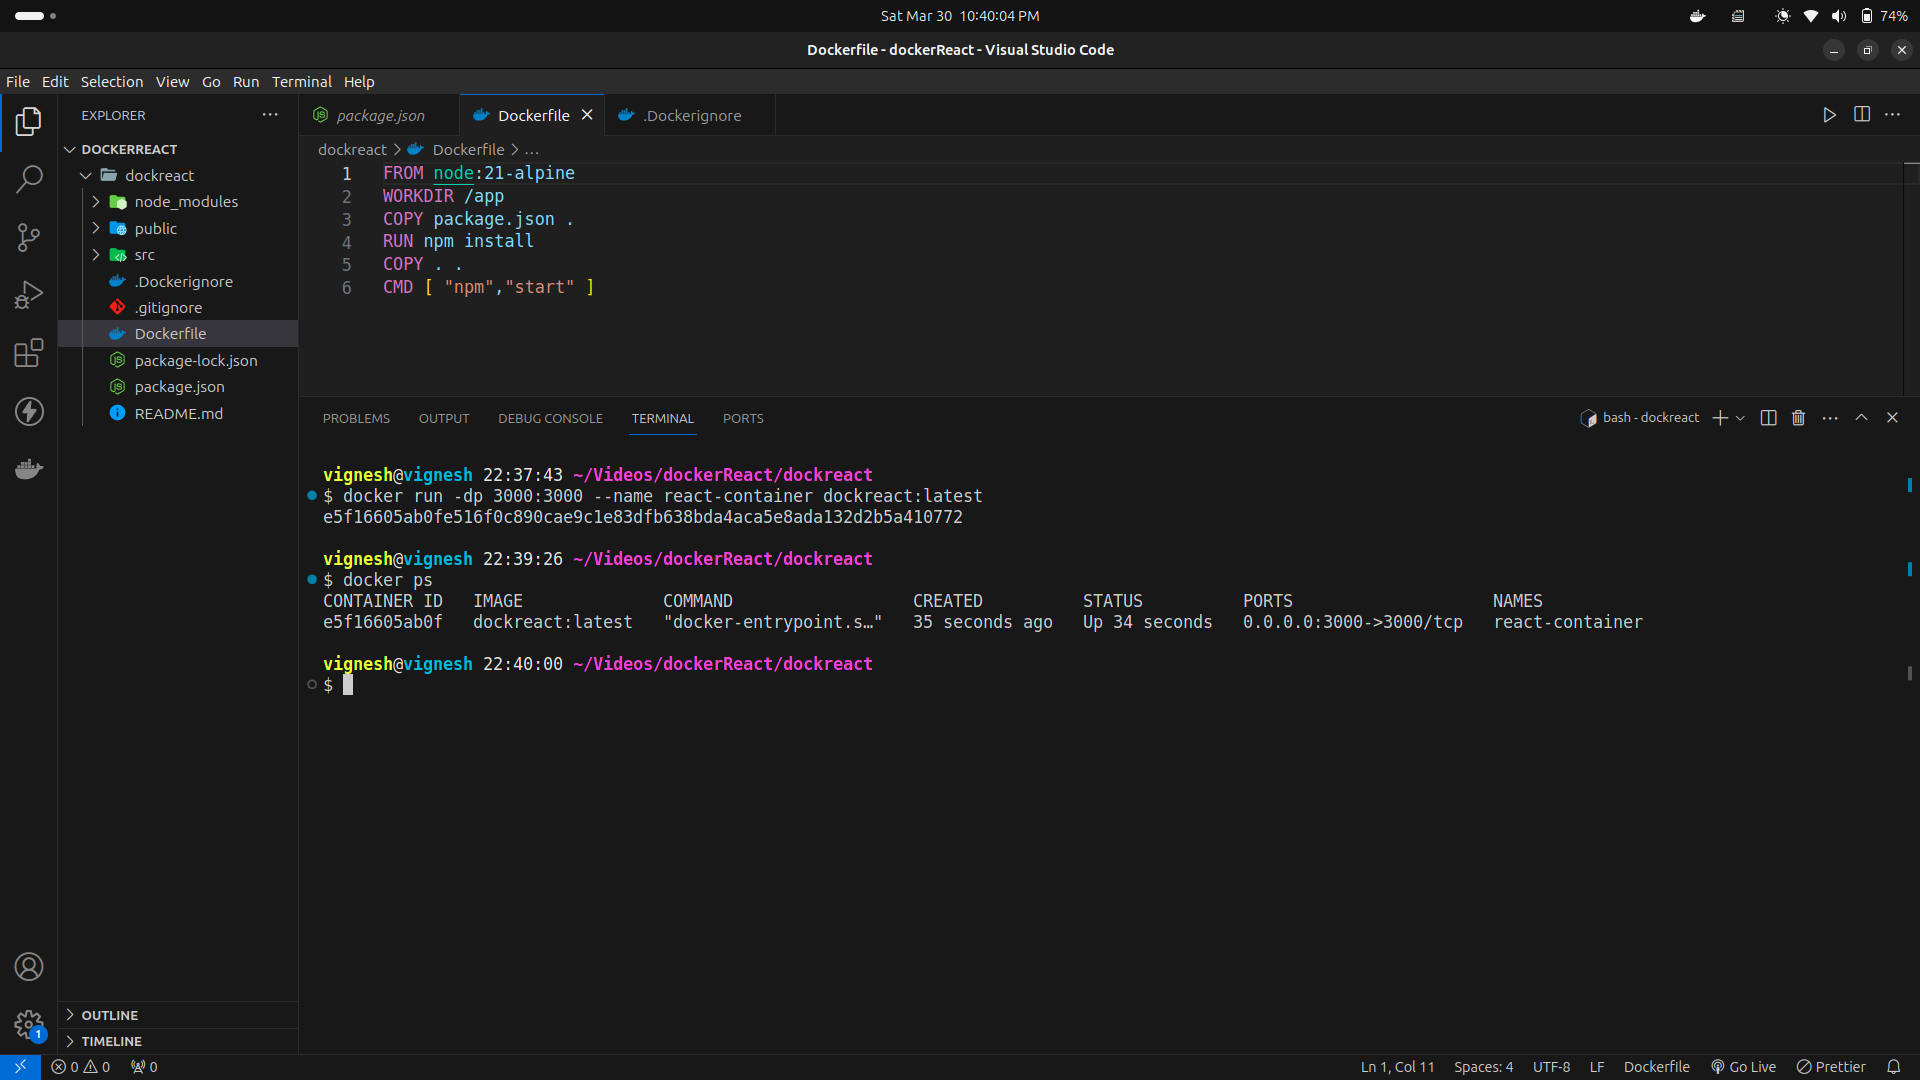 Sat Mar 30 10:40:04 PM
74%
Dockerfile - dockerReact - Visual Studio Code
File Edit Selection View Go Run Terminal Help
EXPLORER
DOCKERREACT
dockreact
node_modules
public
src
.Dockerignore
.gitignore
Dockerfile
package-lock.json
package.json
README.md
OUTLINE
TIMELINE
package.json
Dockerfile
.Dockerignore
dockreact > Dockerfile > ...
1 FROM node:21-alpine
2 WORKDIR /app
3 COPY package.json .
4 RUN npm install
5 COPY . .
6 CMD [ "npm","start" ]
PROBLEMS OUTPUT DEBUG CONSOLE TERMINAL PORTS
bash - dockreact
vignesh@vignesh 22:37:43 ~/Videos/dockerReact/dockreact
$ docker run -dp 3000:3000 --name react-container dockreact:latest
e5f16605ab0fe516f0c890cae9c1e83dfb638bda4aca5e8ada132d2b5a410772
vignesh@vignesh 22:39:26 ~/Videos/dockerReact/dockreact
$ docker ps
CONTAINER ID IMAGE COMMAND CREATED STATUS PORTS NAMES
e5f16605ab0f dockreact:latest "docker-entrypoint.s…" 35 seconds ago Up 34 seconds 0.0.0.0:3000->3000/tcp react-container
vignesh@vignesh 22:40:00 ~/Videos/dockerReact/dockreact
$
1
0 0 0
Ln 1, Col 11 Spaces: 4 UTF-8 LF Dockerfile Go Live Prettier